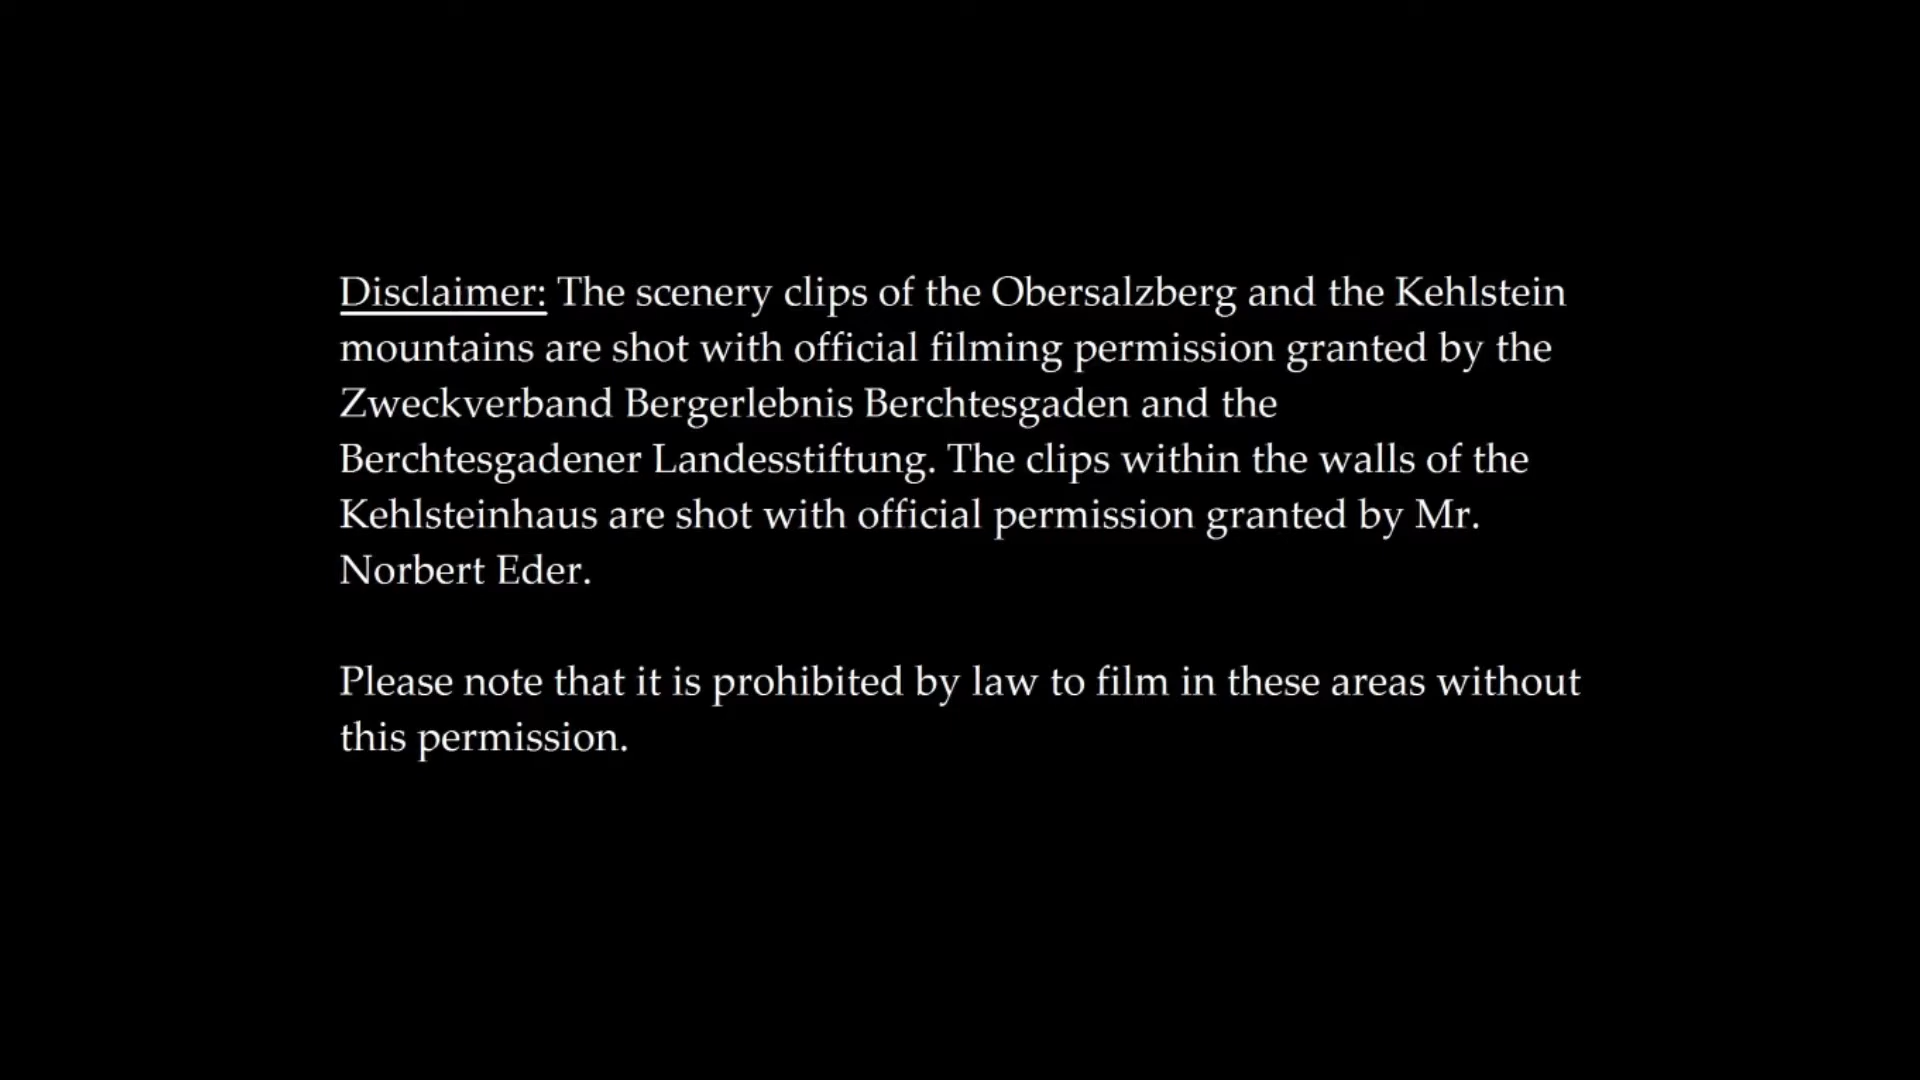 Disclaimer: The scenery clips of the Obersalzberg and the Kehlstein
mountains are shot with official filming permission granted by the
Zweckverband Bergerlebnis Berchtesgaden and the
Berchtesgadener Landesstiftung. The clips within the walls of the
Kehlsteinhaus are shot with official permission granted by Mr.
Norbert Eder.
Please note that it is prohibited by law to film in these areas without
this permission.